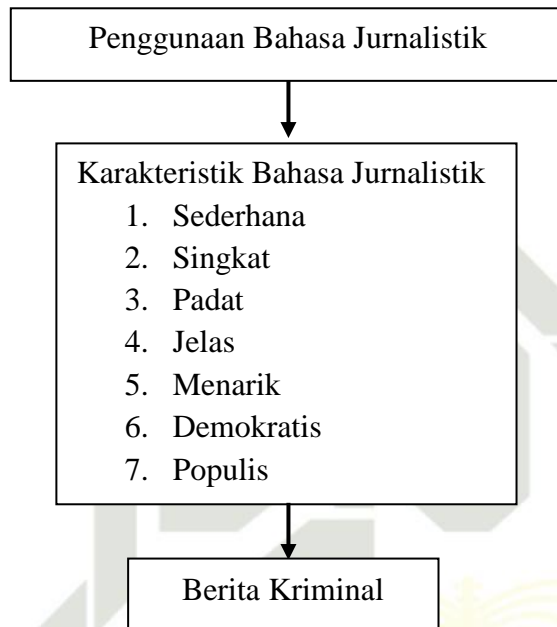 Penggunaan Bahasa Jurnalistik
Karakteristik Bahasa Jurnalistik
1. Sederhana
2. Singkat
3. Padat
4. Jelas
5. Menarik
6. Demokratis
7. Populis
Berita Kriminal